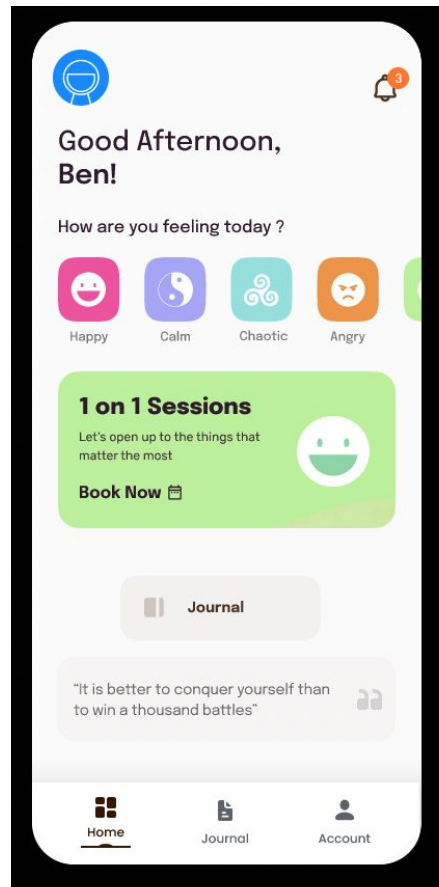 3
Good Afternoon,
Ben!
How are you feeling today ?
Happy
Calm
Chaotic
Angry
1 on 1 Sessions
Let's open up to the things that
matter the most
Book Now
Journal
“It is better to conquer yourself than
to win a thousand battles”
Home
Journal
Account